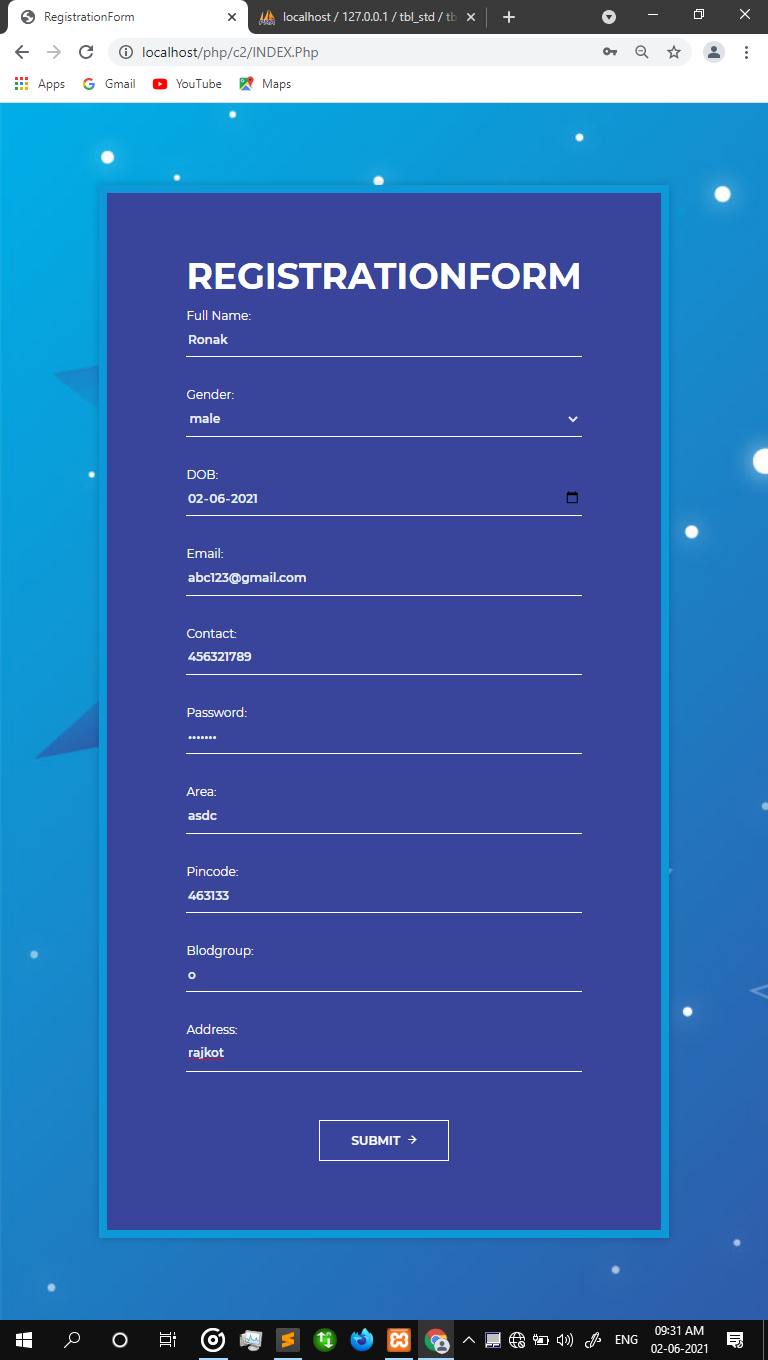 RegistrationForm
localhost / 127.0.0.1 / tbl_std / tb
localhost/php/c2/INDEX.Php
Apps Gmail YouTube Maps
REGISTRATIONFORM
Full Name:
Ronak
Gender:
male
DOB:
02-06-2021
Email:
abc123@gmail.com
Contact:
456321789
Password:
•••••••
Area:
asdc
Pincode:
463133
Blodgroup:
o
Address:
rajkot
SUBMIT →
ENG
09:31 AM
02-06-2021